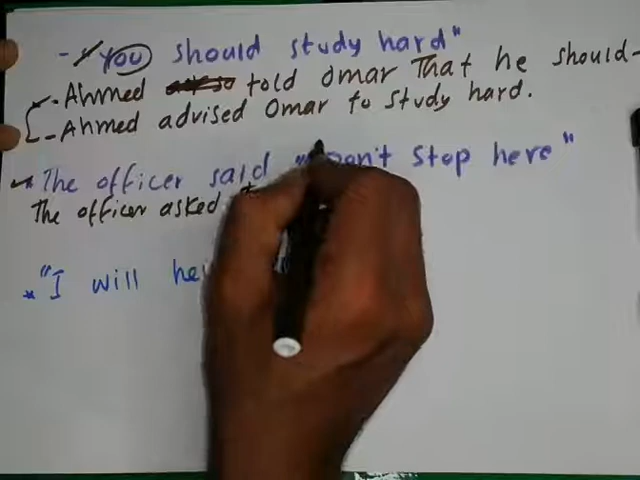 - "You should study hard"
- Ahmed told Omar That he should-
- Ahmed advised Omar to study hard.
* The officer said "Don't stop here"
The officer asked
* "I will